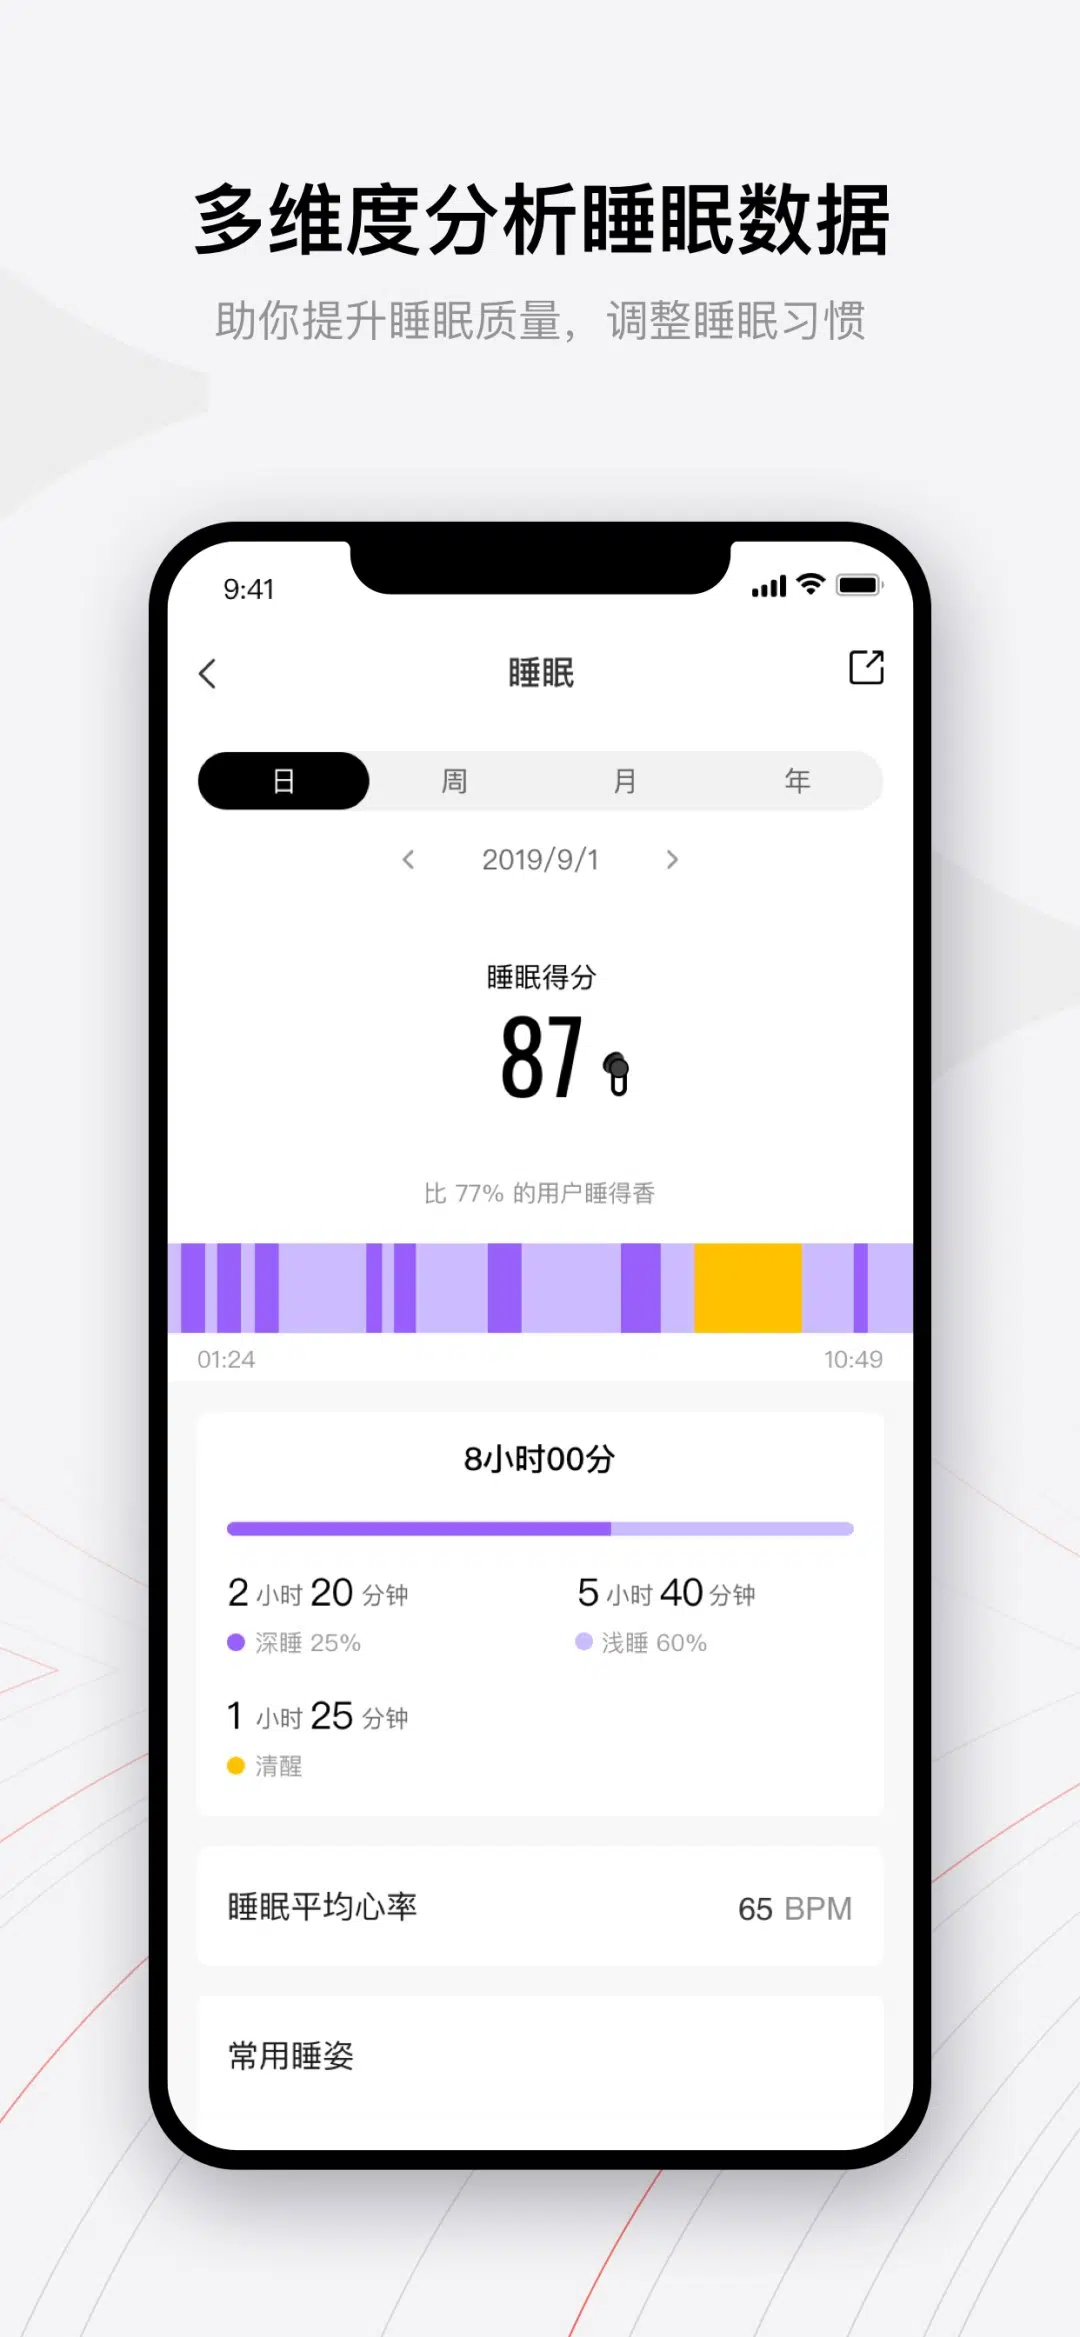 多维度分析睡眠数据
助你提升睡眠质量，调整睡眠习惯
9:41
睡眠
日 周 月 年
2019/9/1
睡眠得分
87
比 77% 的用户睡得香
01:24 10:49
8小时00分
2 小时 20 分钟 5 小时 40 分钟
深睡 25% 浅睡 60%
1 小时 25 分钟
清醒
睡眠平均心率 65 BPM
常用睡姿